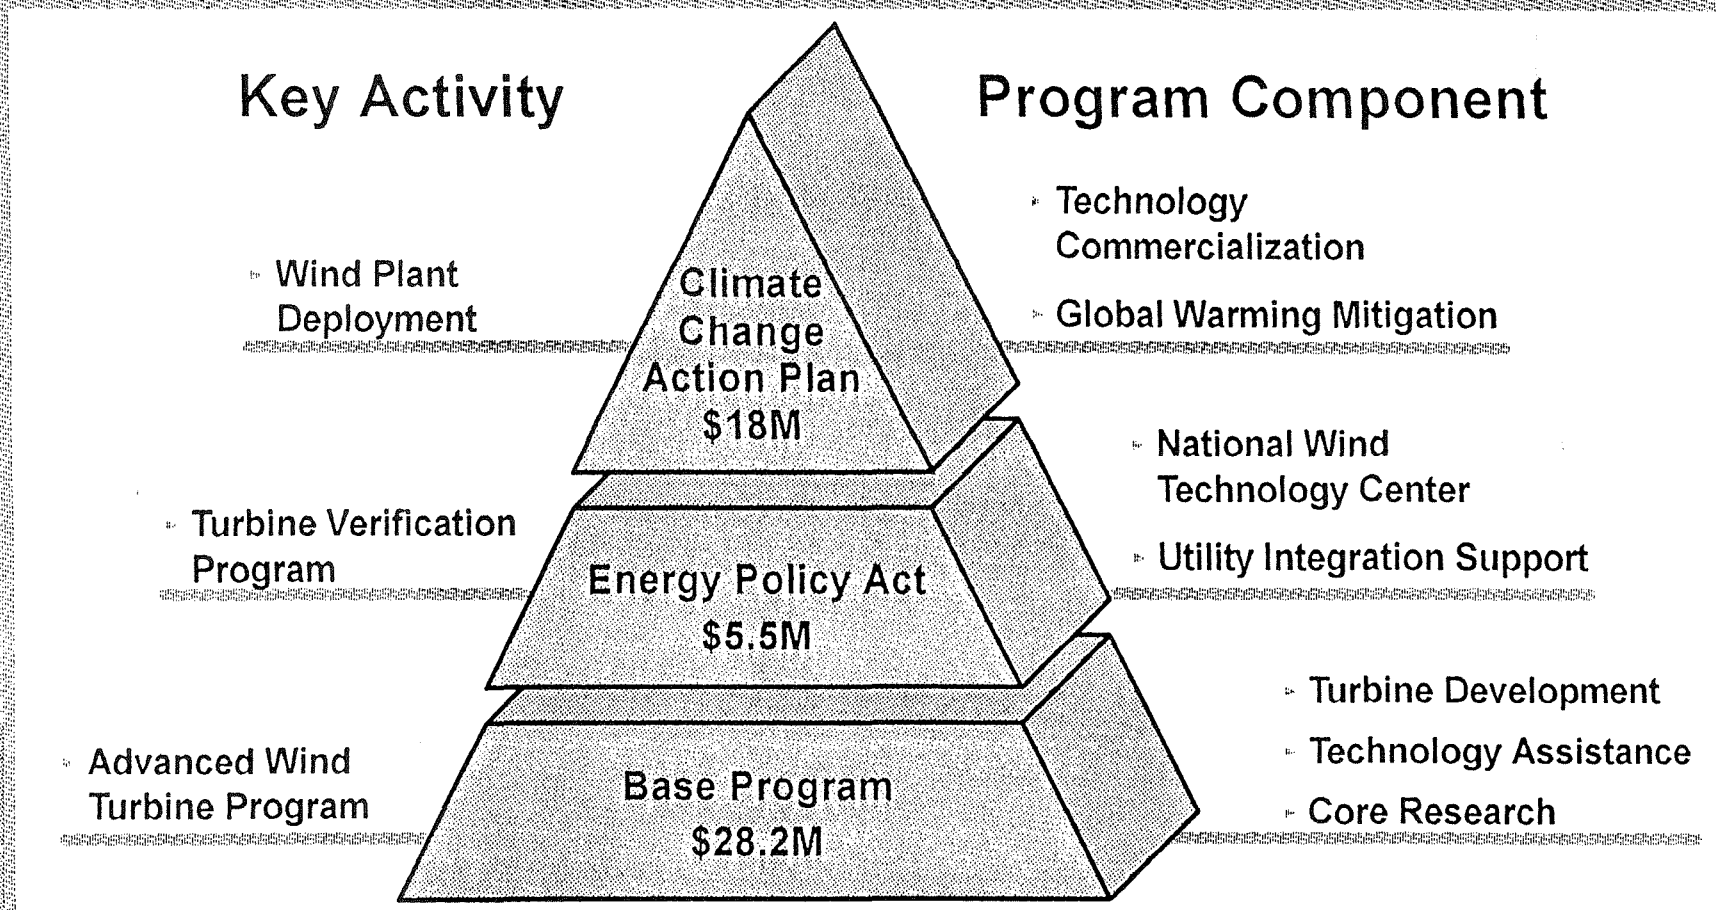 Key Activity
Program Component
Technology
Commercialization
Global Warming Mitigation
Wind Plant
Deployment
Climate
Change
Action Plan
$18M
National Wind
Technology Center
Utility Integration Support
Turbine Verification
Program
Energy Policy Act
$5.5M
Turbine Development
Technology Assistance
Core Research
Advanced Wind
Turbine Program
Base Program
$28.2M